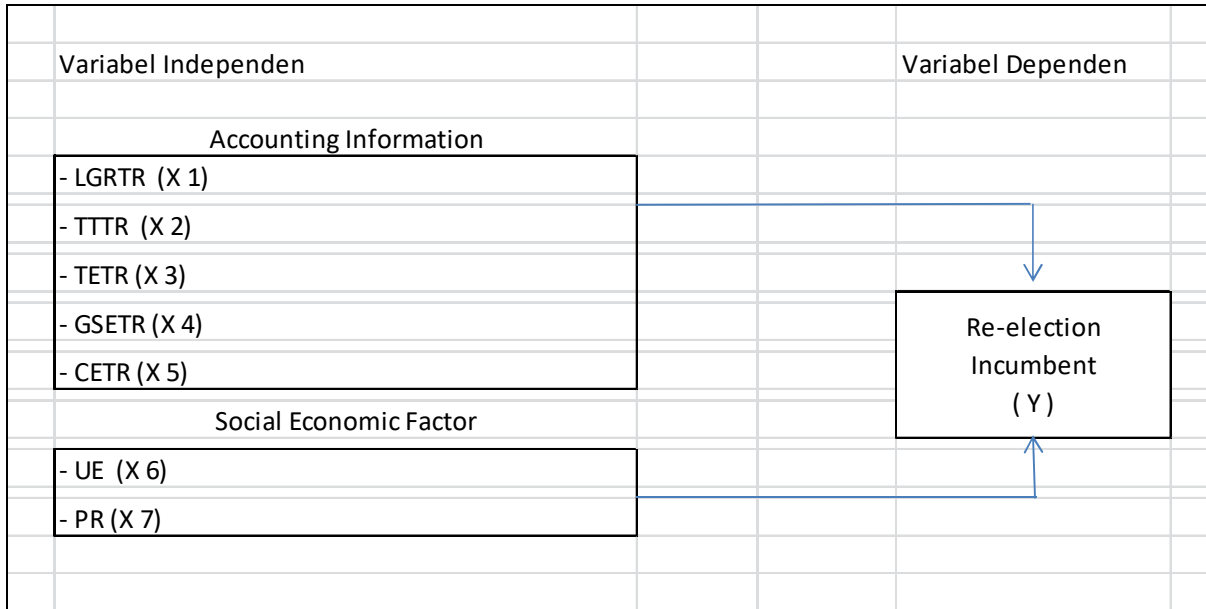 Variabel Independen
Variabel Dependen
Accounting Information
- LGRTR (X 1)
- TTTR (X 2)
- TETR (X 3)
- GSETR (X 4)
- CETR (X 5)
Re-election
Incumbent
( Y )
Social Economic Factor
- UE (X 6)
- PR (X 7)